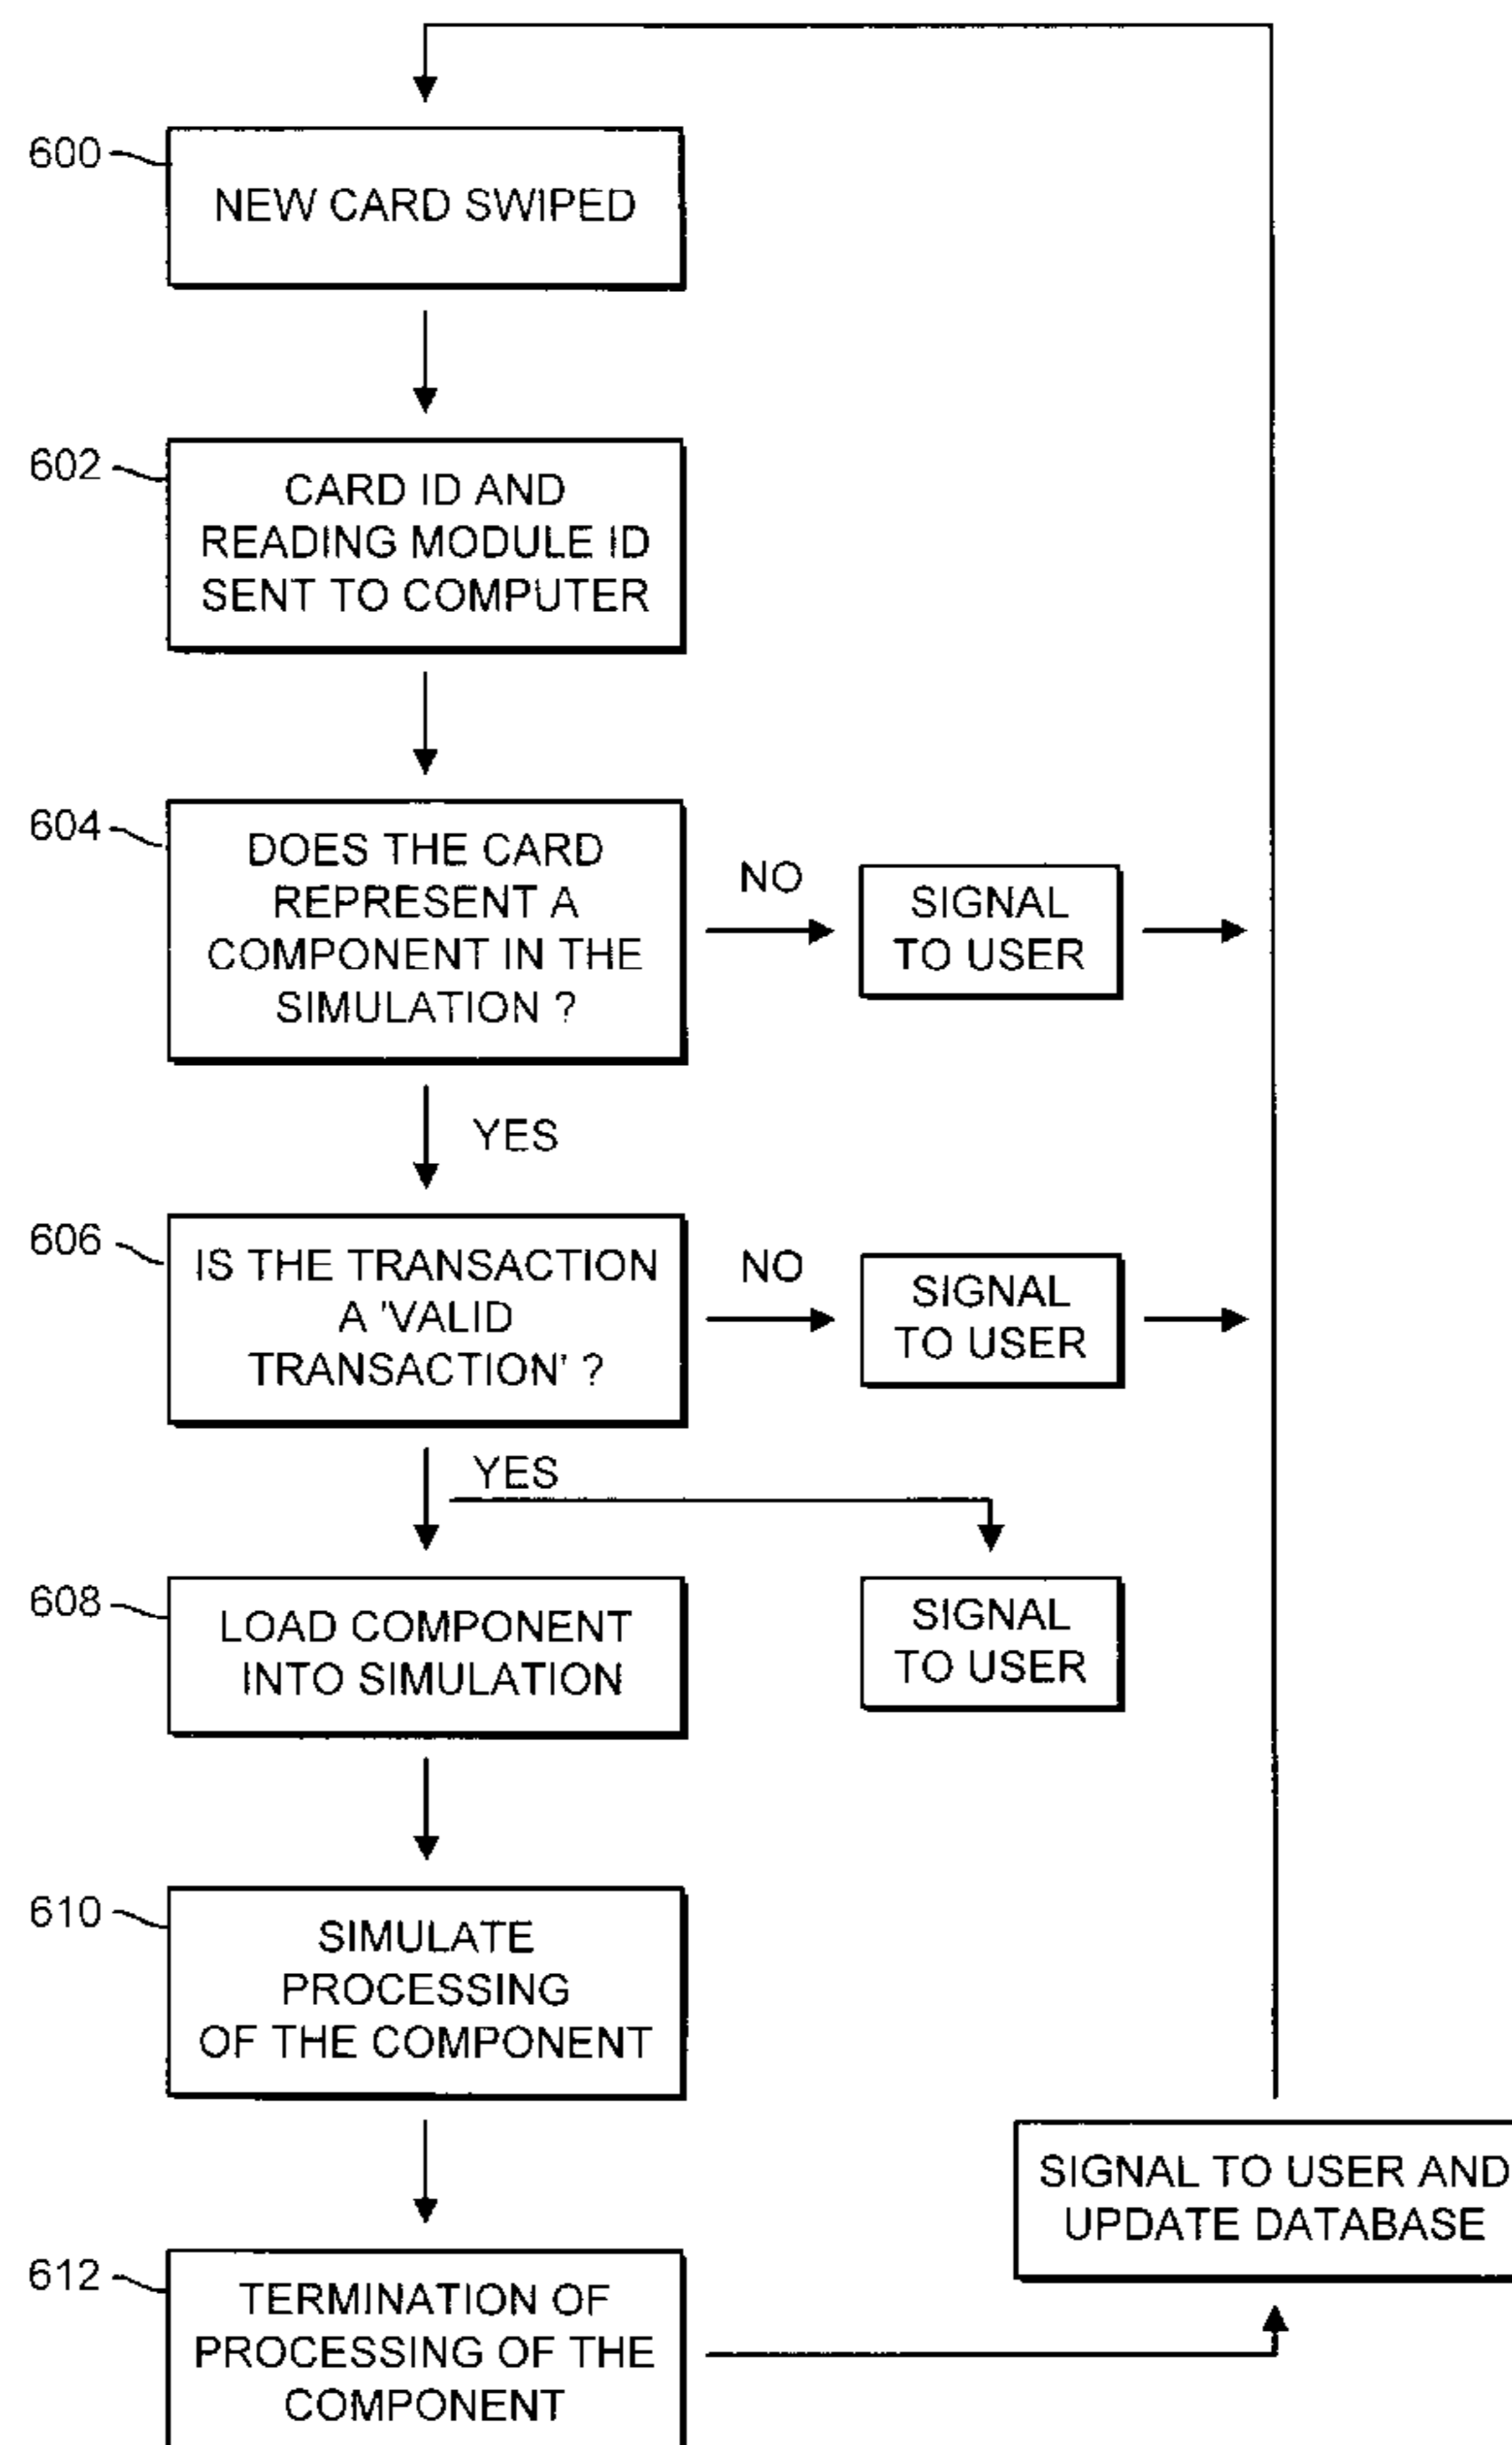 600
NEW CARD SWIPED
602
CARD ID AND
READING MODULE ID
SENT TO COMPUTER
604
DOES THE CARD
REPRESENT A
COMPONENT IN THE
SIMULATION ?
NO
SIGNAL
TO USER
YES
606
IS THE TRANSACTION
A 'VALID
TRANSACTION' ?
NO
SIGNAL
TO USER
YES
608
LOAD COMPONENT
INTO SIMULATION
SIGNAL
TO USER
610
SIMULATE
PROCESSING
OF THE COMPONENT
SIGNAL TO USER AND
UPDATE DATABASE
612
TERMINATION OF
PROCESSING OF THE
COMPONENT